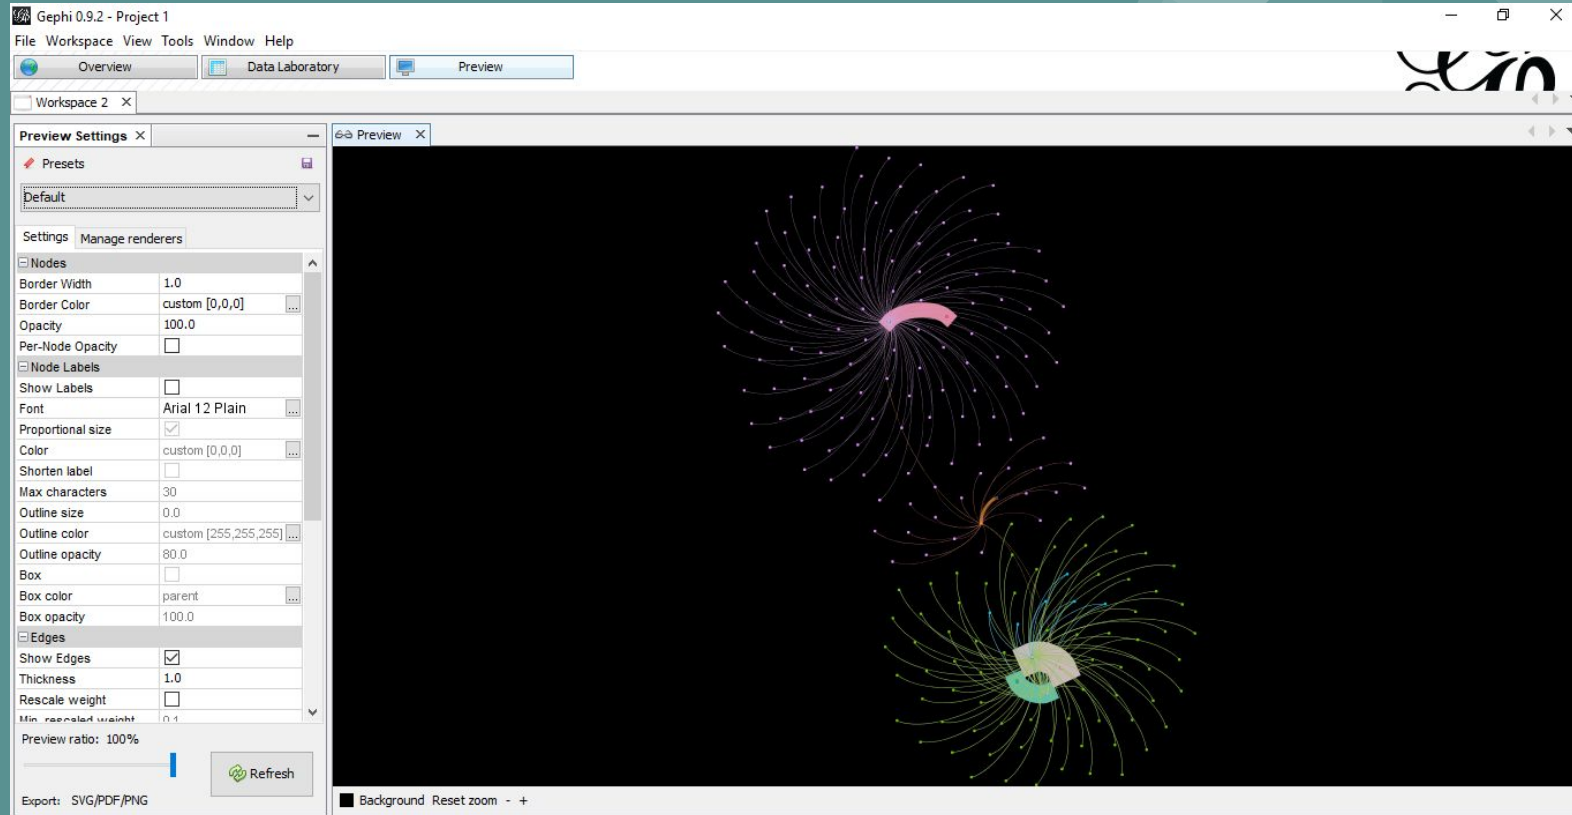 Gephi 0.9.2 - Project 1
File Workspace View Tools Window Help
Overview Data Laboratory Preview
Workspace 2
Preview Settings
Presets
Default
Settings Manage renderers
Nodes
Border Width 1.0
Border Color custom [0,0,0] ...
Opacity 100.0
Per-Node Opacity
Node Labels
Show Labels
Font Arial 12 Plain ...
Proportional size
Color custom [0,0,0] ...
Shorten label
Max characters 30
Outline size 0.0
Outline color custom [255,255,255] ...
Outline opacity 80.0
Box
Box color parent ...
Box opacity 100.0
Edges
Show Edges
Thickness 1.0
Rescale weight
Min. rescaled weight 0.1
Preview ratio: 100%
Refresh
Export: SVG/PDF/PNG
Preview
Background Reset zoom - +